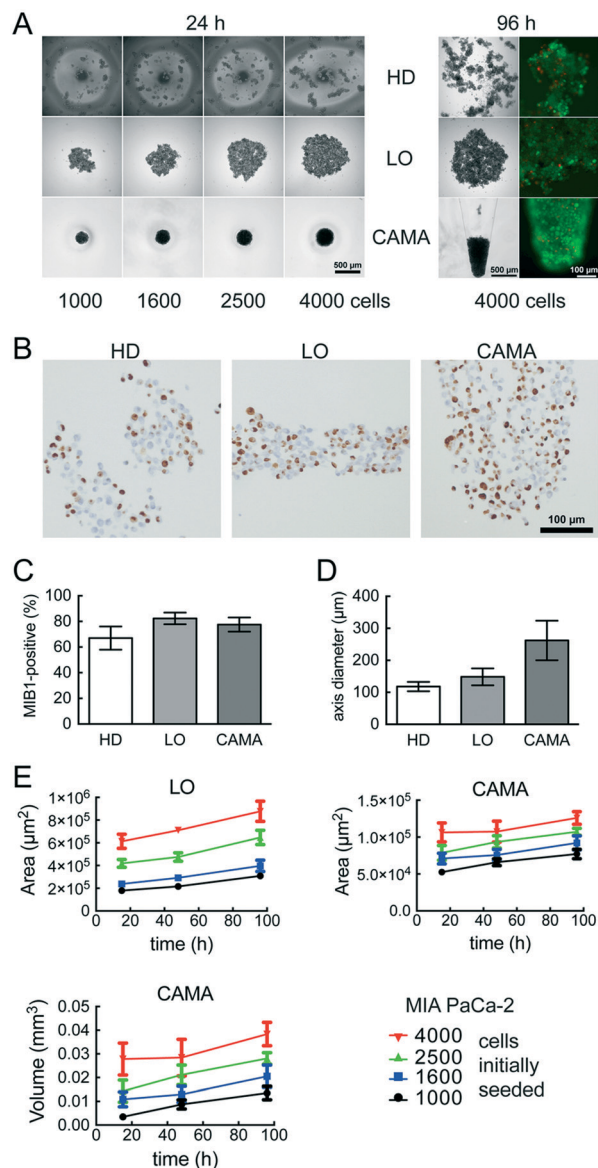 A
24 h
96 h
HD
LO
CAMA
500 µm
500 µm
100 µm
1000 1600 2500 4000 cells
4000 cells
B
HD LO CAMA
100 µm
C
MIB1-positive (%)
100
80
60
40
20
0
HD LO CAMA
D
axis diameter (µm)
400
300
200
100
0
HD LO CAMA
E
LO
Area (µm²)
1×10⁶
8×10⁵
6×10⁵
4×10⁵
2×10⁵
0 20 40 60 80 100
time (h)
CAMA
Area (µm²)
1.5×10⁵
1.0×10⁵
5.0×10⁴
0.0
0 20 40 60 80 100
time (h)
CAMA
Volume (mm³)
0.05
0.04
0.03
0.02
0.01
0.00
0 20 40 60 80 100
time (h)
MIA PaCa-2
4000 cells
2500 initially
1600 seeded
1000